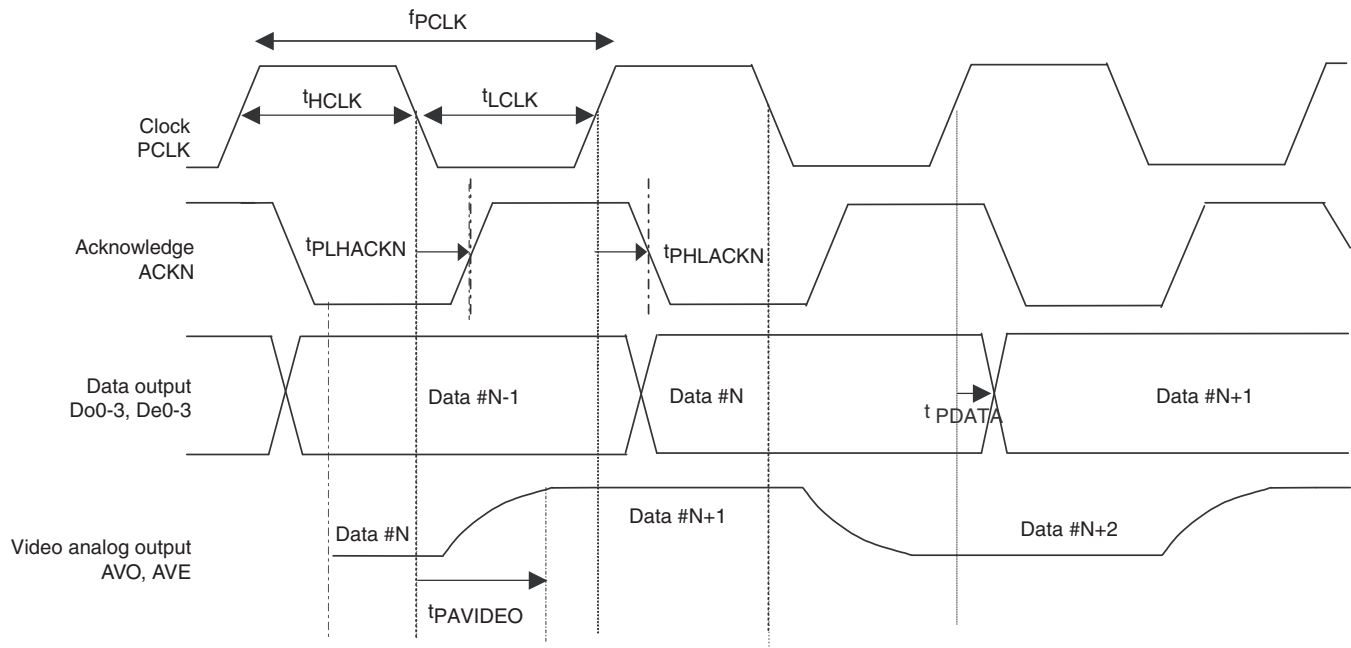 fPCLK
tHCLK
tLCLK
Clock
PCLK
Acknowledge
ACKN
tPLHACKN
tPHLACKN
Data output
Do0-3, De0-3
Data #N-1
Data #N
t PDATA
Data #N+1
Video analog output
AVO, AVE
Data #N
Data #N+1
Data #N+2
tPAVIDEO